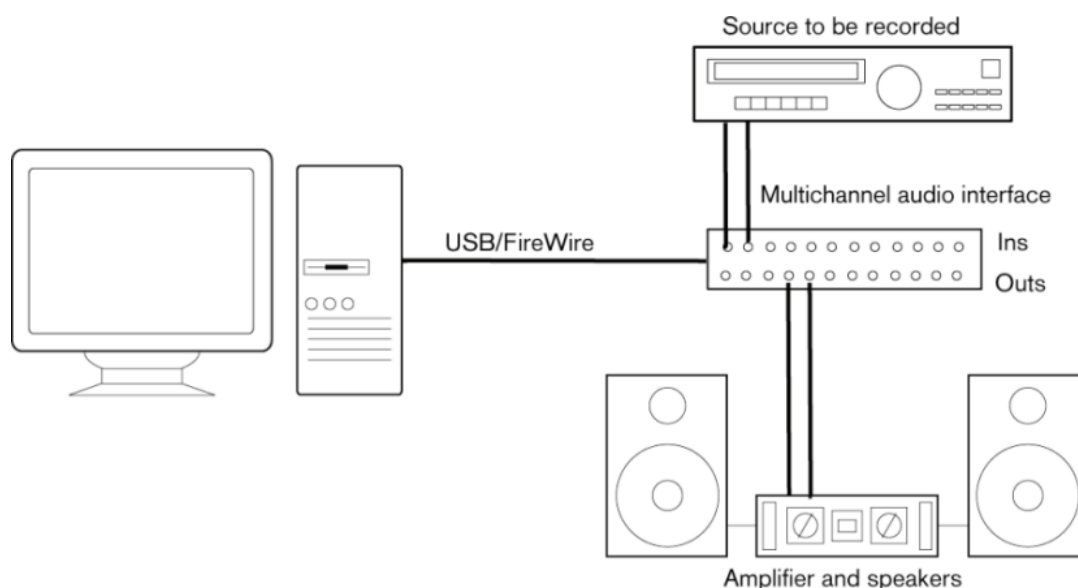 Source to be recorded
Multichannel audio interface
USB/FireWire
Ins
Outs
Amplifier and speakers